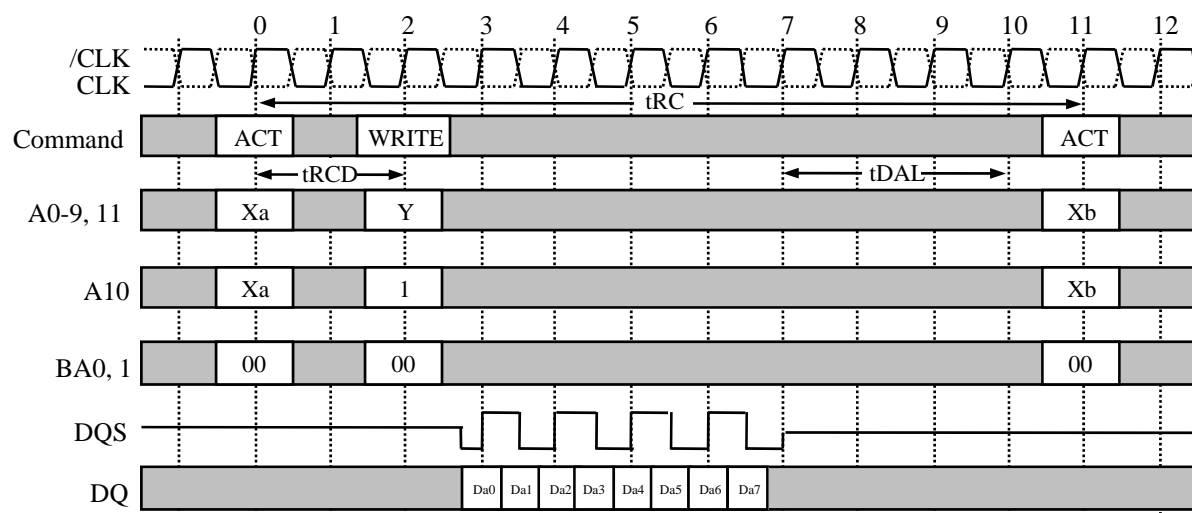 0 1 2 3 4 5 6 7 8 9 10 11 12
/CLK
CLK
tRC
Command ACT WRITE ACT
tRCD tDAL
A0-9, 11 Xa Y Xb
A10 Xa 1 Xb
BA0, 1 00 00 00
DQS
DQ Da0 Da1 Da2 Da3 Da4 Da5 Da6 Da7